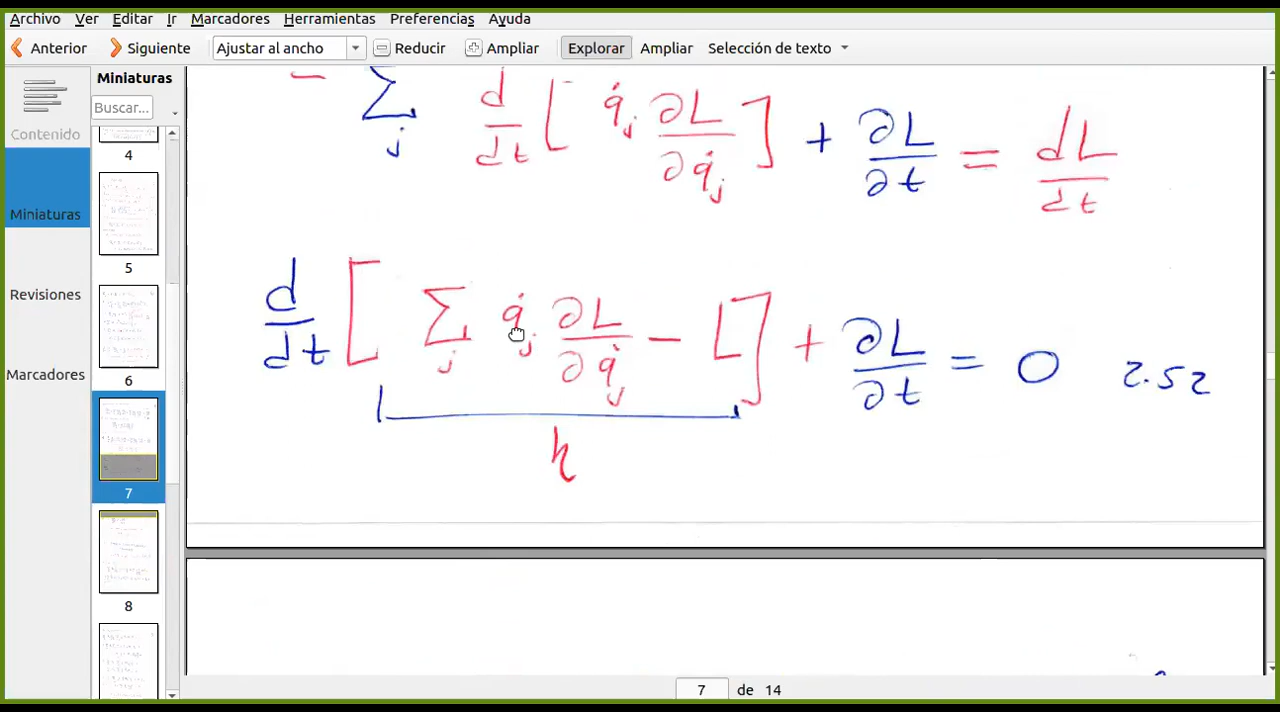 Archivo Ver Editar Ir Marcadores Herramientas Preferencias Ayuda
Anterior Siguiente Ajustar al ancho Reducir Ampliar Explorar Ampliar Selección de texto
Contenido
Miniaturas
Revisiones
Marcadores
Miniaturas
Buscar...
4
5
6
7
8
− ∑_j d/dt [ q̇_j ∂L/∂q̇_j ] + ∂L/∂t = dL/dt
d/dt [ ∑_j q̇_j ∂L/∂q̇_j − L ] + ∂L/∂t = 0 2.52
h
7 de 14